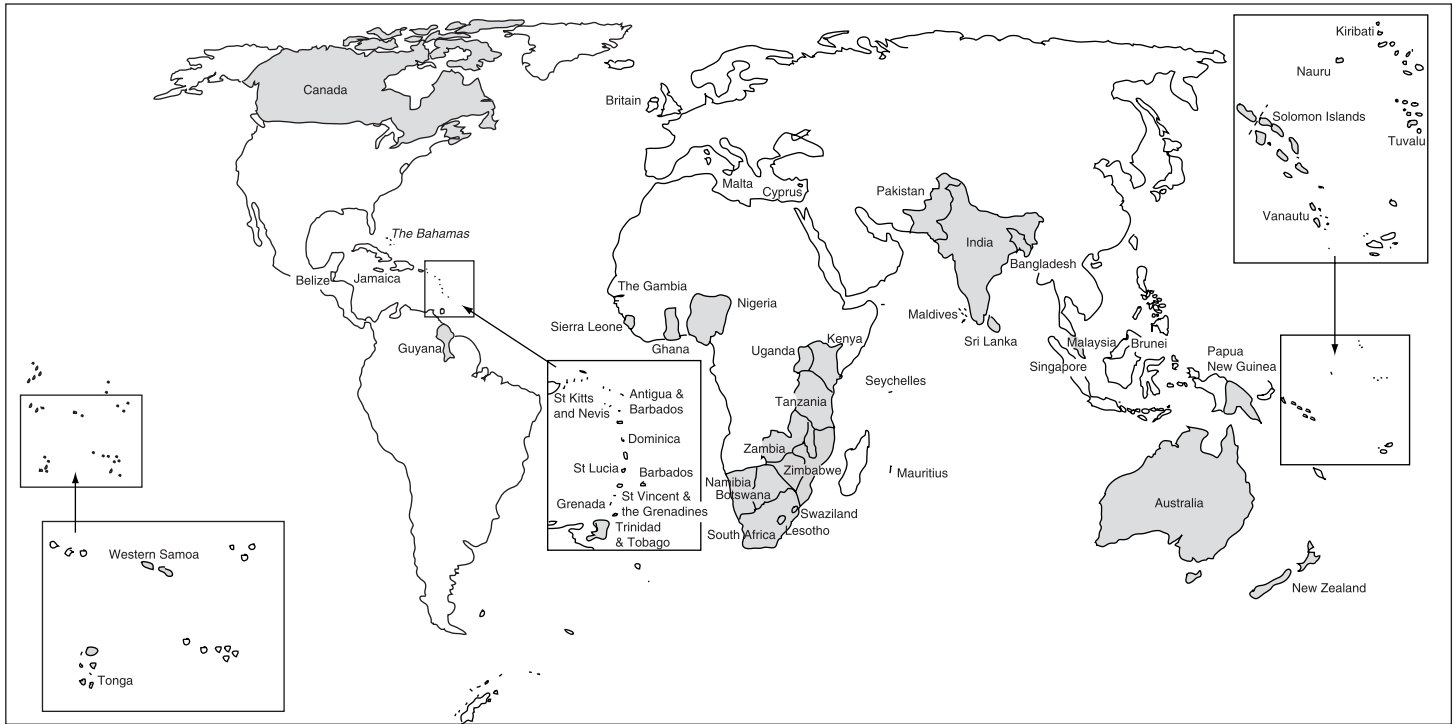 Canada
Britain
Kiribati
Nauru
Solomon Islands
Tuvalu
Vanautu
Malta
Cyprus
Pakistan
India
Bangladesh
The Bahamas
Belize
Jamaica
Guyana
The Gambia
Sierra Leone
Ghana
Nigeria
Uganda
Kenya
Tanzania
Seychelles
Maldives
Sri Lanka
Malaysia
Brunei
Singapore
Papua
New Guinea
St Kitts
and Nevis
Antigua &
Barbados
Dominica
St Lucia
Barbados
Grenada
St Vincent &
the Grenadines
Trinidad
& Tobago
Zambia
Zimbabwe
Mauritius
Namibia
Botswana
Swaziland
Lesotho
South Africa
Australia
New Zealand
Western Samoa
Tonga